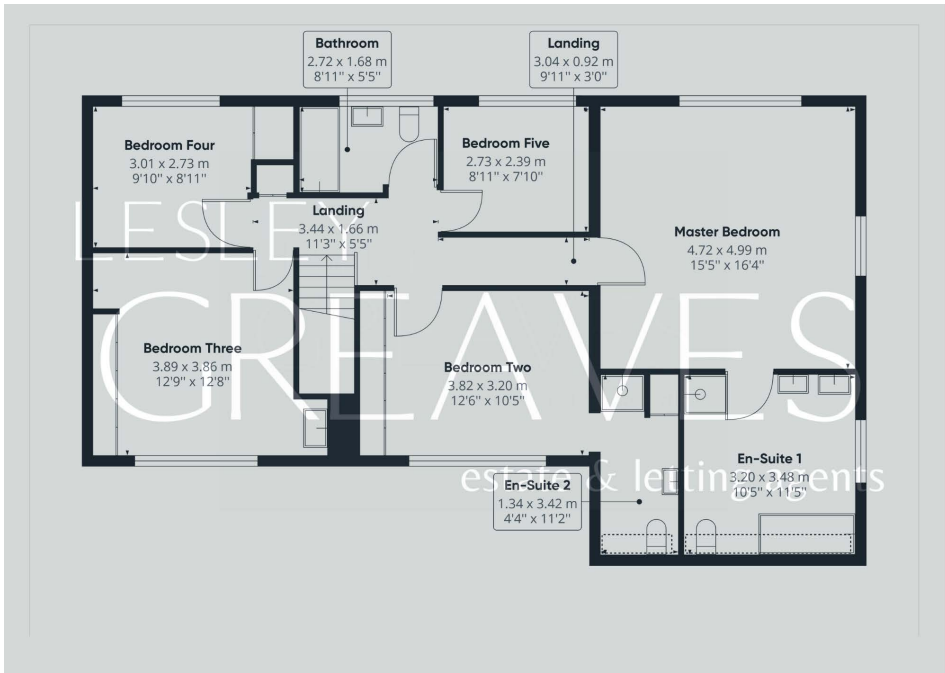 Bathroom
2.72 x 1.68 m
8'11" x 5'5"
Landing
3.04 x 0.92 m
9'11" x 3'0"
Bedroom Four
3.01 x 2.73 m
9'10" x 8'11"
Bedroom Five
2.73 x 2.39 m
8'11" x 7'10"
Landing
3.44 x 1.66 m
11'3" x 5'5"
Master Bedroom
4.72 x 4.99 m
15'5" x 16'4"
LESLEY
GREAVES
estate & letting agents
Bedroom Three
3.89 x 3.86 m
12'9" x 12'8"
Bedroom Two
3.82 x 3.20 m
12'6" x 10'5"
En-Suite 1
3.20 x 3.48 m
10'5" x 11'5"
En-Suite 2
1.34 x 3.42 m
4'4" x 11'2"